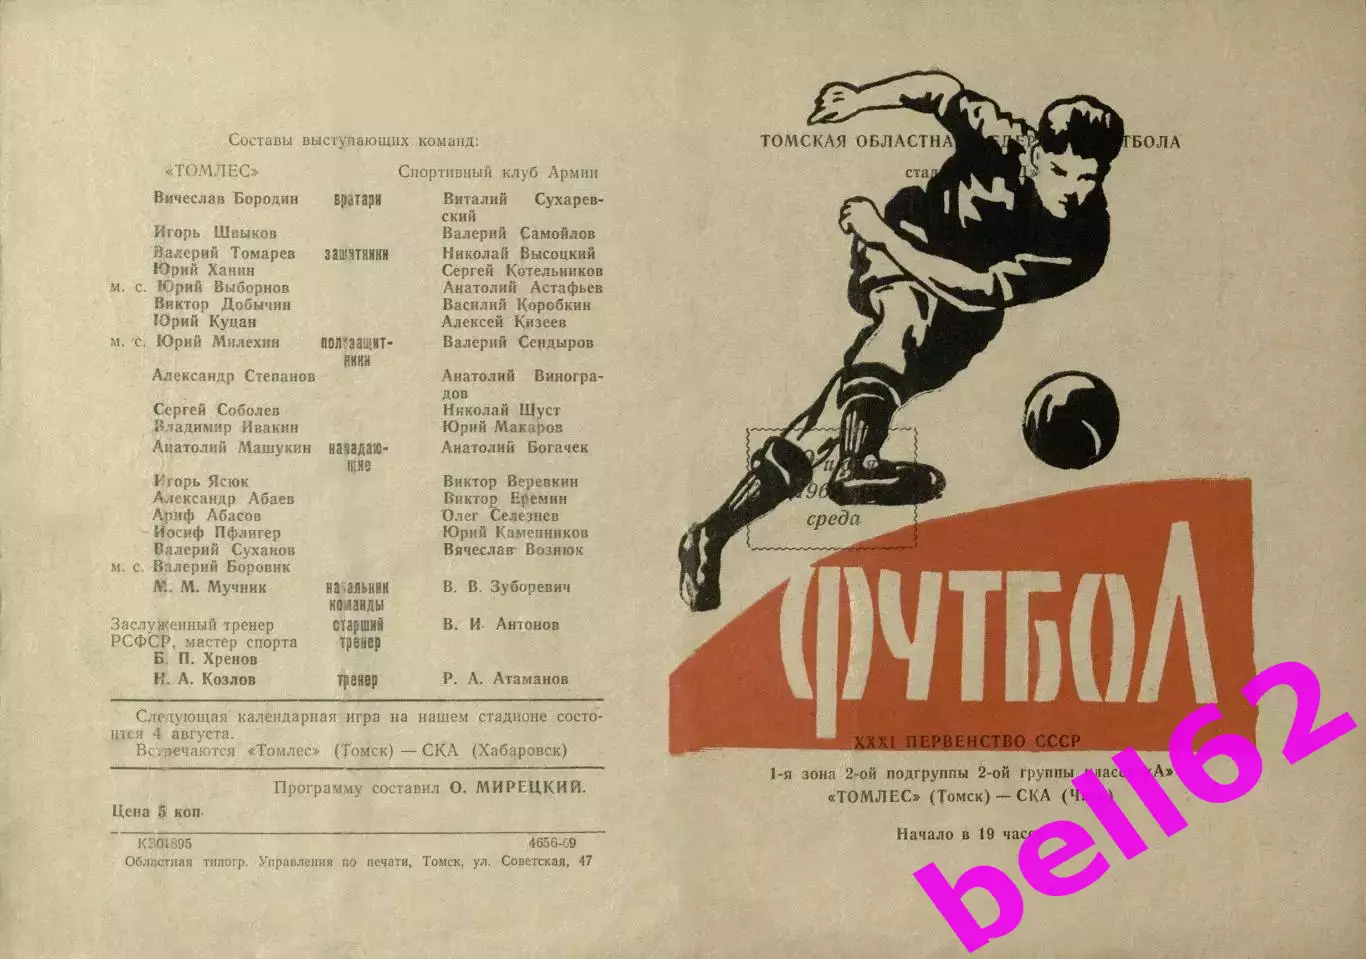 Составы выступающих команд:
«ТОМЛЕС» Спортивный клуб Армии
Вичеслав Бородин вратари Виталий Сухарев-
ский
Игорь Швыков Валерий Самойлов
Валерий Томарев защитники Николай Высоцкий
Юрий Ханин Сергей Котельников
м. с. Юрий Выборнов Анатолий Астафьев
Виктор Добычин Василий Коробкин
Юрий Куцан Алексей Кизеев
м. с. Юрий Милехин полузащит- Валерий Сендыров
ники
Александр Степанов Анатолий Виногра-
дов
Сергей Соболев Николай Шуст
Владимир Ивакин Юрий Макаров
Анатолий Машукин нападаю- Анатолий Богачек
щие
Игорь Ясюк Виктор Веревкин
Александр Абаев Виктор Еремин
Ариф Абасов Олег Селезнев
Иосиф Пфлигер Юрий Каменников
Валерий Суханов Вячеслав Вознюк
м. с. Валерий Боровик
М. М. Мучник начальник В. В. Зуборевич
команды
Заслуженный тренер старший В. И. Антонов
РСФСР, мастер спорта тренер
Б. П. Хренов
Н. А. Козлов тренер Р. А. Атаманов
Следующая календарная игра на нашем стадионе состо-
ится 4 августа.
Встречаются «Томлес» (Томск) — СКА (Хабаровск)
Программу составил О. МИРЕЦКИЙ.
Цена 5 коп.
К301895 4656-69
Областная типогр. Управления по печати, Томск, ул. Советская, 47
ТОМСКАЯ ОБЛАСТНА
среда
ФУТБОЛ
XXXI ПЕРВЕНСТВО СССР
1-я зона 2-ой подгруппы 2-ой группы класса «А»
«ТОМЛЕС» (Томск) — СКА
Начало в 19
bell62